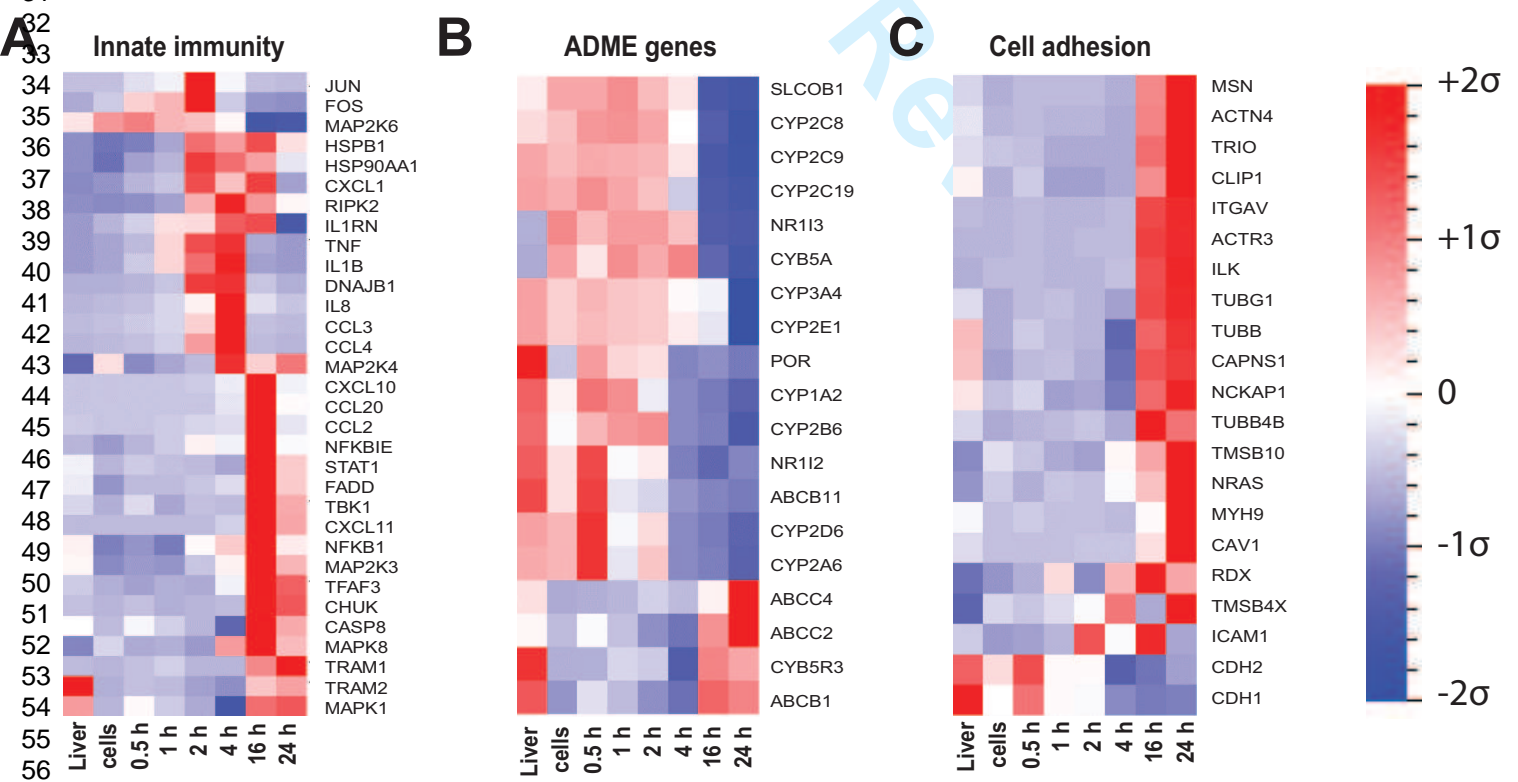 A
Innate immunity
JUN
FOS
MAP2K6
HSPB1
HSP90AA1
CXCL1
RIPK2
IL1RN
TNF
IL1B
DNAJB1
IL8
CCL3
CCL4
MAP2K4
CXCL10
CCL20
CCL2
NFKBIE
STAT1
FADD
TBK1
CXCL11
NFKB1
MAP2K3
TFAF3
CHUK
CASP8
MAPK8
TRAM1
TRAM2
MAPK1
Liver
cells
0.5 h
1 h
2 h
4 h
16 h
24 h
B
ADME genes
SLCOB1
CYP2C8
CYP2C9
CYP2C19
NR1I3
CYB5A
CYP3A4
CYP2E1
POR
CYP1A2
CYP2B6
NR1I2
ABCB11
CYP2D6
CYP2A6
ABCC4
ABCC2
CYB5R3
ABCB1
Liver
cells
0.5 h
1 h
2 h
4 h
16 h
24 h
C
Cell adhesion
MSN
ACTN4
TRIO
CLIP1
ITGAV
ACTR3
ILK
TUBG1
TUBB
CAPNS1
NCKAP1
TUBB4B
TMSB10
NRAS
MYH9
CAV1
RDX
TMSB4X
ICAM1
CDH2
CDH1
Liver
cells
0.5 h
1 h
2 h
4 h
16 h
24 h
+2σ
+1σ
0
-1σ
-2σ
32
33
34
35
36
37
38
39
40
41
42
43
44
45
46
47
48
49
50
51
52
53
54
55
56